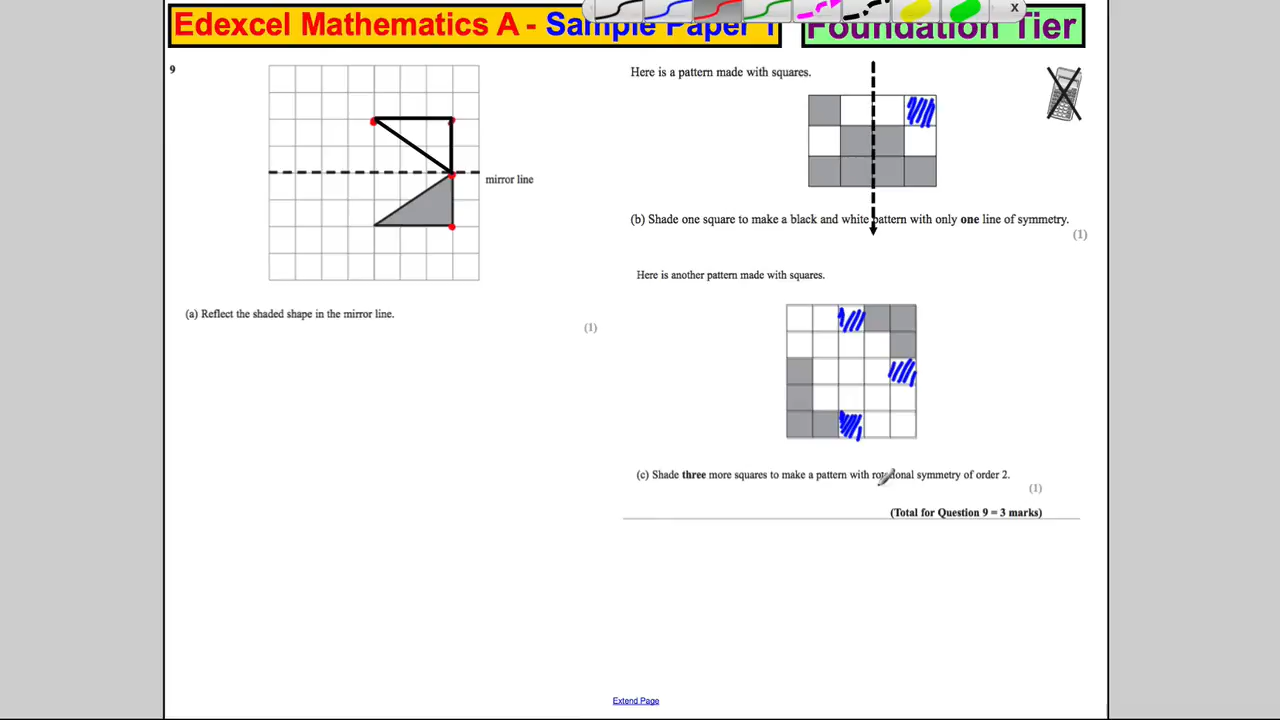 Edexcel Mathematics A - Sample Paper 1
Foundation Tier
X
9
mirror line
(a) Reflect the shaded shape in the mirror line.
(1)
Here is a pattern made with squares.
(b) Shade one square to make a black and white pattern with only one line of symmetry.
(1)
Here is another pattern made with squares.
(c) Shade three more squares to make a pattern with rotational symmetry of order 2.
(1)
(Total for Question 9 = 3 marks)
Extend Page